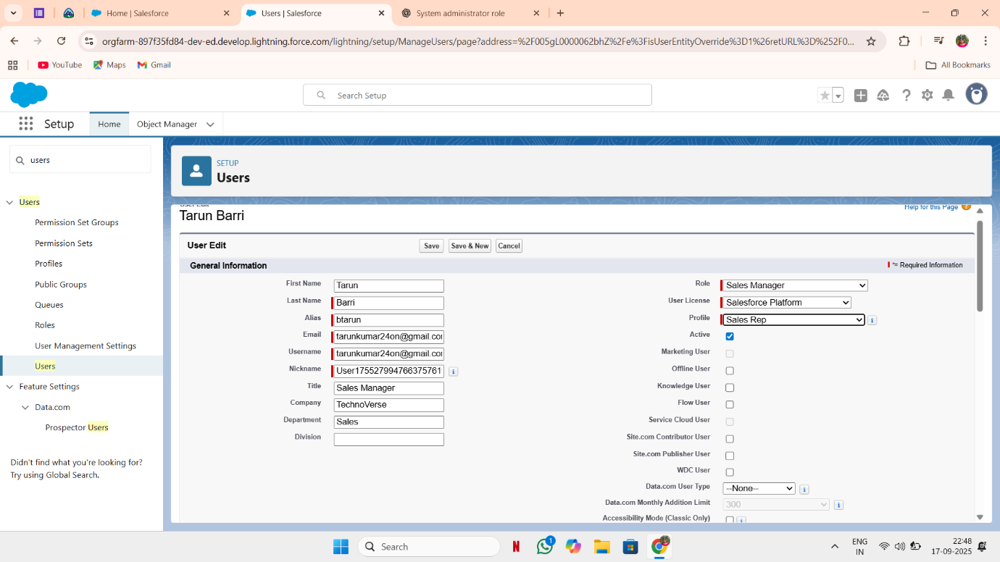 Home | Salesforce
Users | Salesforce
System administrator role
orgfarm-897f35fd84-dev-ed.develop.lightning.force.com/lightning/setup/ManageUsers/page?address=%2F005gL0000062bhZ%2Fe%3FisUserEntityOverride%3D1%26retURL%3D%252F0...
YouTube
Maps
Gmail
All Bookmarks
Search Setup
Setup
Home
Object Manager
users
SETUP
Users
Users
Permission Set Groups
Permission Sets
Profiles
Public Groups
Queues
Roles
User Management Settings
Users
Feature Settings
Data.com
Prospector Users
Didn't find what you're looking for?
Try using Global Search.
User Edit
Tarun Barri
Help for this Page
User Edit
Save
Save & New
Cancel
General Information
= Required Information
First Name Tarun
Last Name Barri
Alias btarun
Email tarunkumar24on@gmail.co
Username tarunkumar24on@gmail.co
Nickname User17552799476637576
Title Sales Manager
Company TechnoVerse
Department Sales
Division
Role Sales Manager
User License Salesforce Platform
Profile Sales Rep
Active
Marketing User
Offline User
Knowledge User
Flow User
Service Cloud User
Site.com Contributor User
Site.com Publisher User
WDC User
Data.com User Type --None--
Data.com Monthly Addition Limit 300
Accessibility Mode (Classic Only)
Search
1
ENG
IN
22:48
17-09-2025